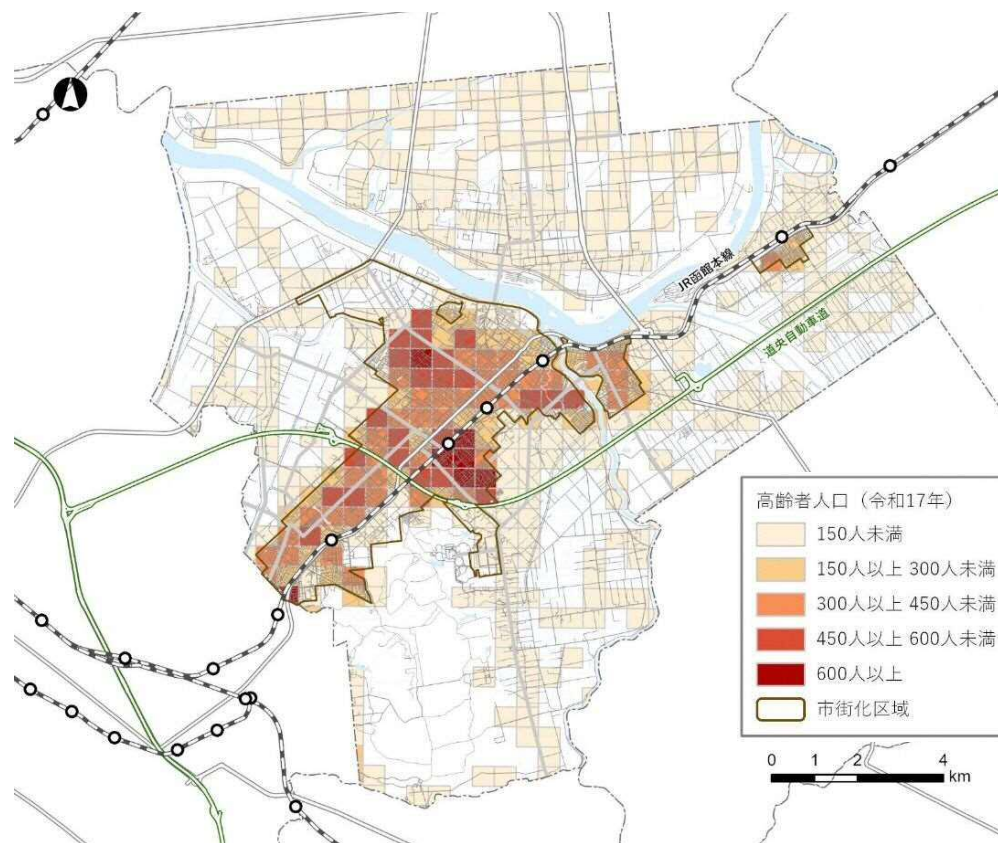 JR函館本線
道央自動車道
高齢者人口（令和17年）
150人未満
150人以上 300人未満
300人以上 450人未満
450人以上 600人未満
600人以上
市街化区域
0 1 2 4
km